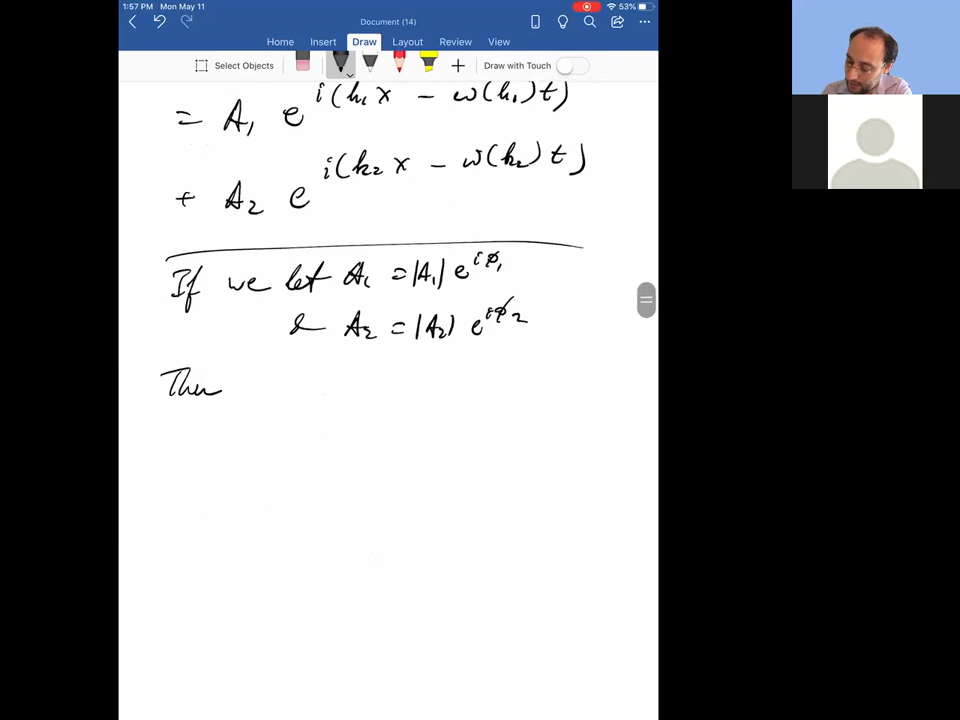 1:57 PM Mon May 11
53%
Document (14)
Home Insert Draw Layout Review View
Select Objects
Draw with Touch
= A₁ e^{i(k₁x - ω(k₁)t)}
+ A₂ e^{i(k₂x - ω(k₂)t)}
If we let A₁ = |A₁| e^{iφ₁}
& A₂ = |A₂| e^{iφ₂}
Then